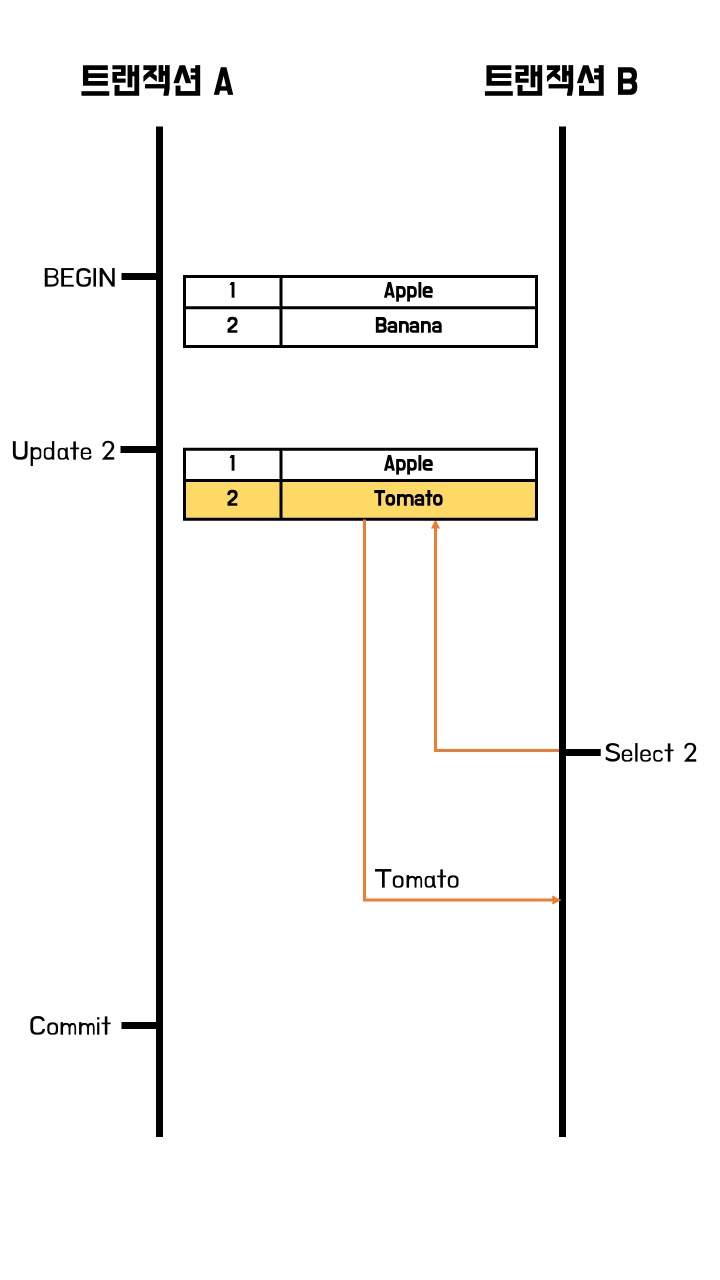 트랜잭션 A
트랜잭션 B
BEGIN
1 Apple
2 Banana
Update 2
1 Apple
2 Tomato
Select 2
Tomato
Commit